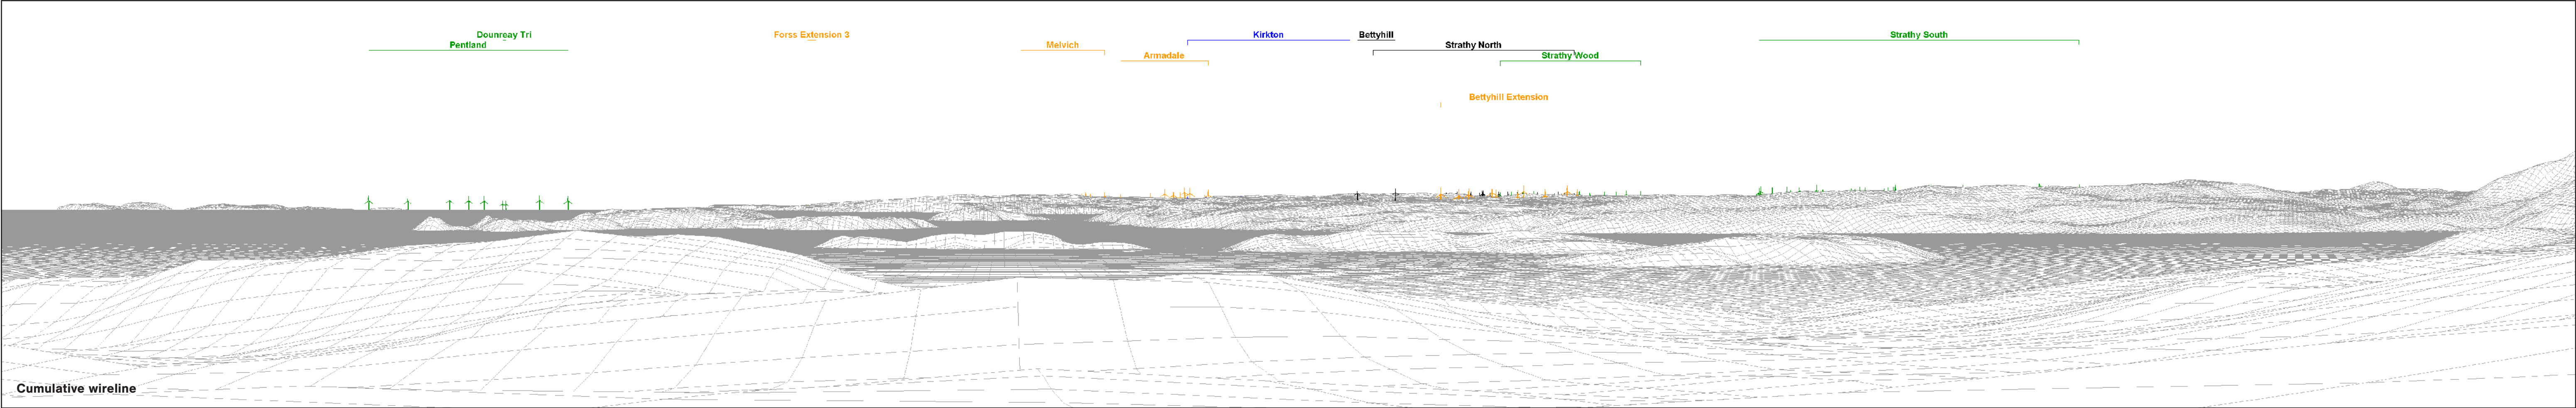 Dounreay Tri
Pentland
Forss Extension 3
Melvich
Armadale
Kirkton
Bettyhill
Strathy North
Strathy Wood
Bettyhill Extension
Strathy South
Cumulative wireline